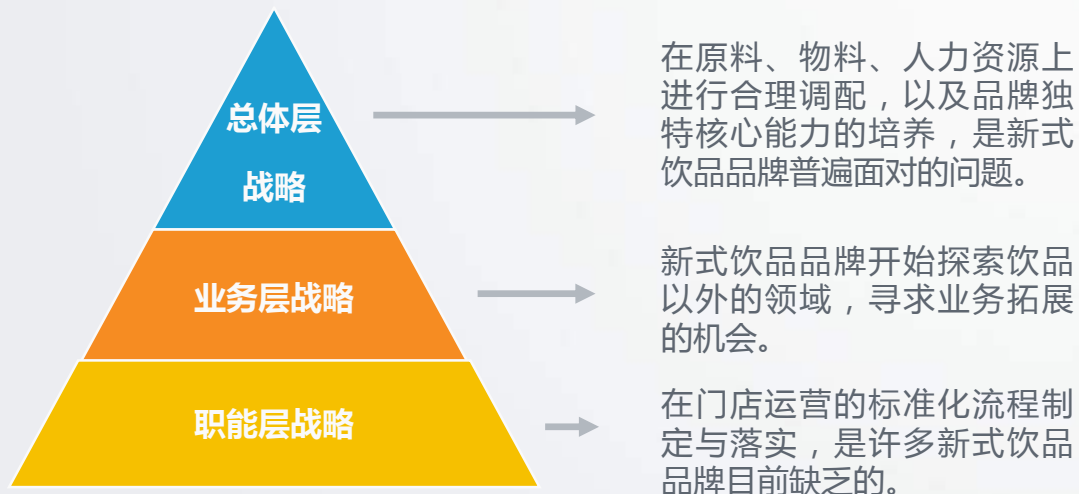 总体层
战略
在原料、物料、人力资源上
进行合理调配，以及品牌独
特核心能力的培养，是新式
饮品品牌普遍面对的问题。
业务层战略
新式饮品品牌开始探索饮品
以外的领域，寻求业务拓展
的机会。
职能层战略
在门店运营的标准化流程制
定与落实，是许多新式饮品
品牌目前缺乏的。